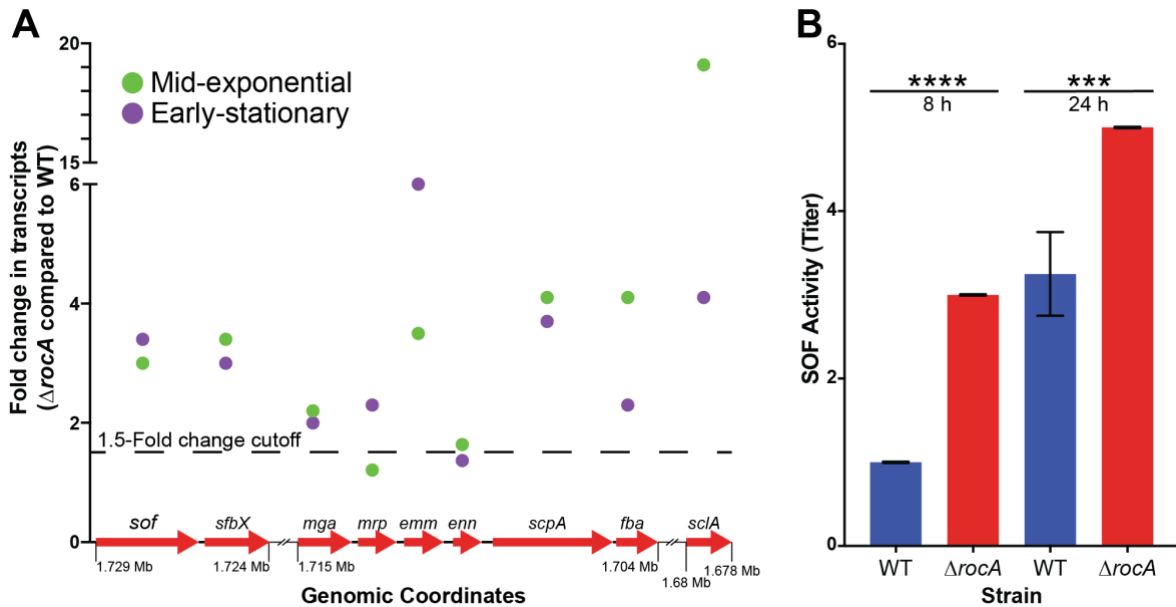 A
Fold change in transcripts
(ΔrocA compared to WT)
20
15
6
4
2
0
Mid-exponential
Early-stationary
1.5-Fold change cutoff
sof sfbX mga mrp emm enn scpA fba sclA
1.729 Mb 1.724 Mb 1.715 Mb 1.704 Mb 1.68 Mb 1.678 Mb
Genomic Coordinates
B
SOF Activity (Titer)
6
4
2
0
**** ***
8 h 24 h
WT ΔrocA WT ΔrocA
Strain